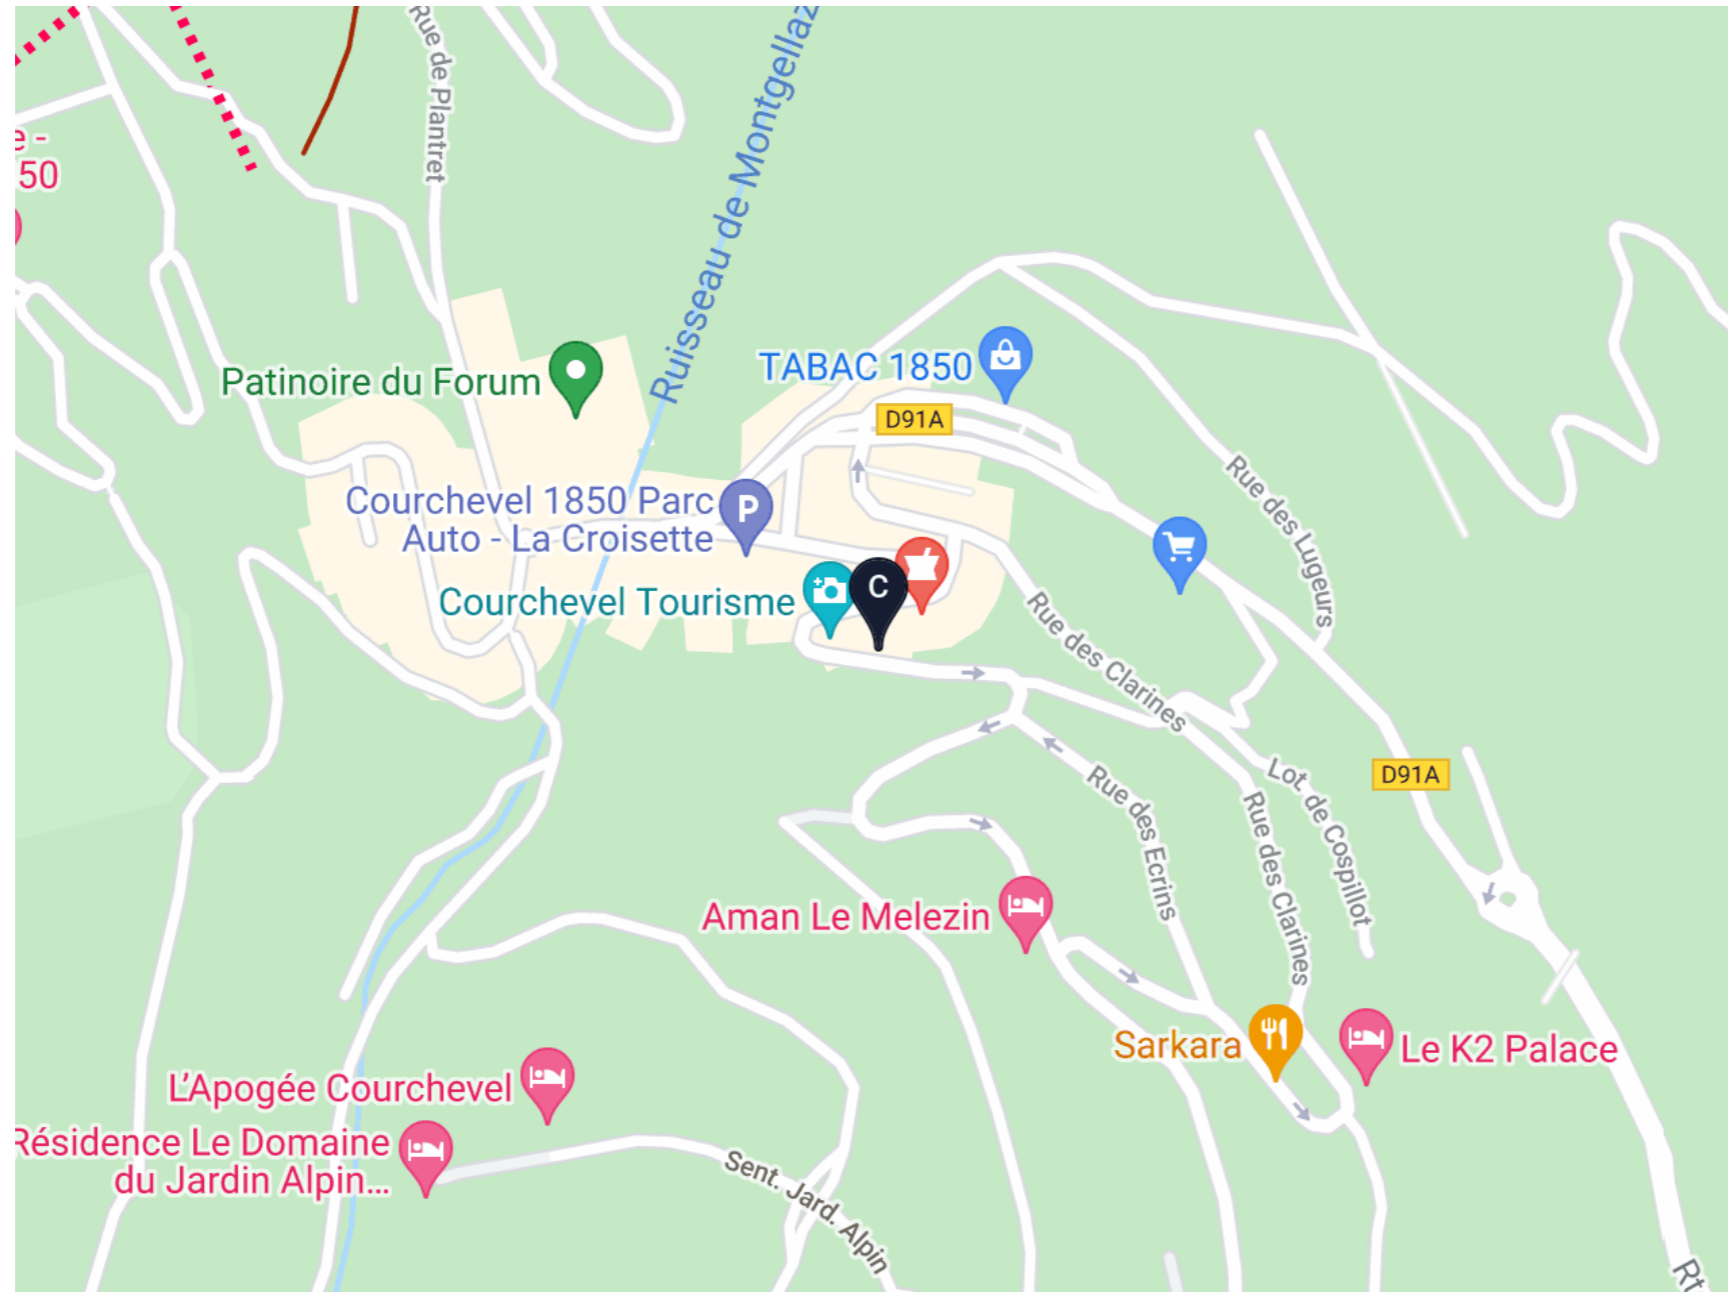 Rue de Plantret
Ruisseau de Montgellaz
e -
50
TABAC 1850
Patinoire du Forum
D91A
Rue des Lugeurs
Courchevel 1850 Parc
Auto - La Croisette
P
C
Courchevel Tourisme
Rue des Clarines
D91A
Lot. de Cospillot
Rue des Ecrins
Rue des Clarines
Aman Le Melezin
Sarkara
Le K2 Palace
L'Apogée Courchevel
Résidence Le Domaine
du Jardin Alpin...
Sent. Jard. Alpin
Rt